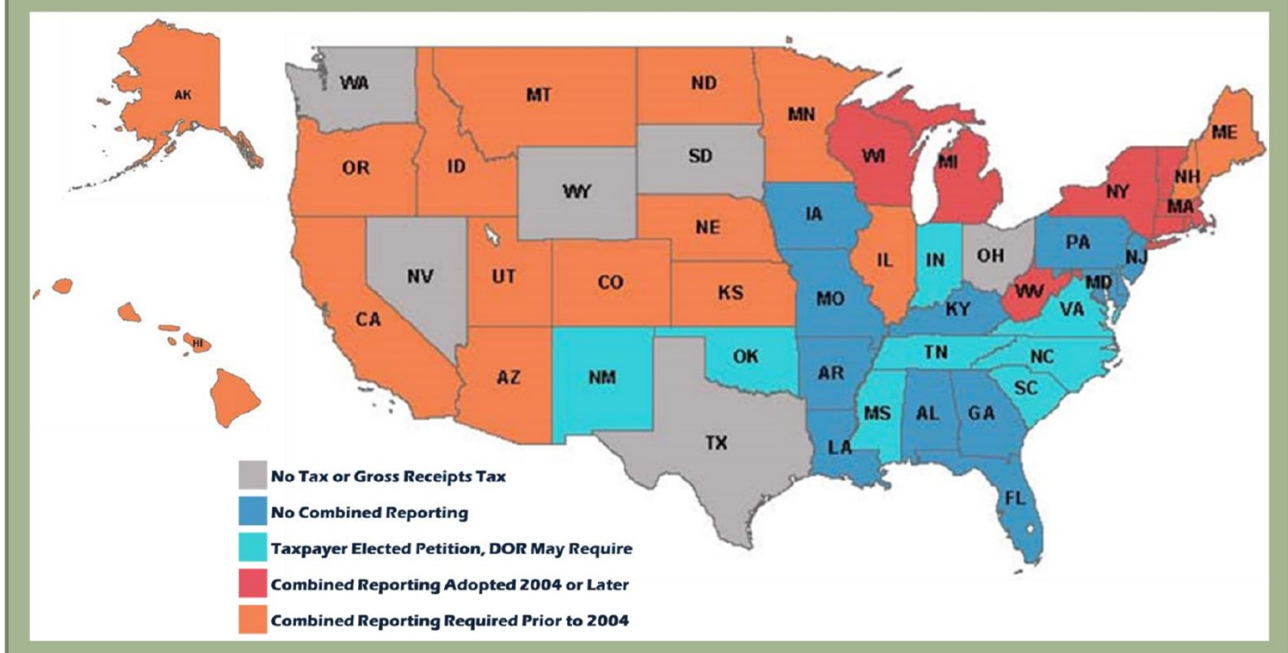 AK
WA
MT
ND
MN
ME
OR
ID
SD
WI
MI
NH
NY
MA
WY
IA
NE
PA
NJ
NV
UT
CO
KS
IL
IN
OH
MD
WV
VA
CA
MO
KY
HI
AZ
NM
OK
AR
TN
NC
SC
TX
MS
AL
GA
LA
FL
No Tax or Gross Receipts Tax
No Combined Reporting
Taxpayer Elected Petition, DOR May Require
Combined Reporting Adopted 2004 or Later
Combined Reporting Required Prior to 2004